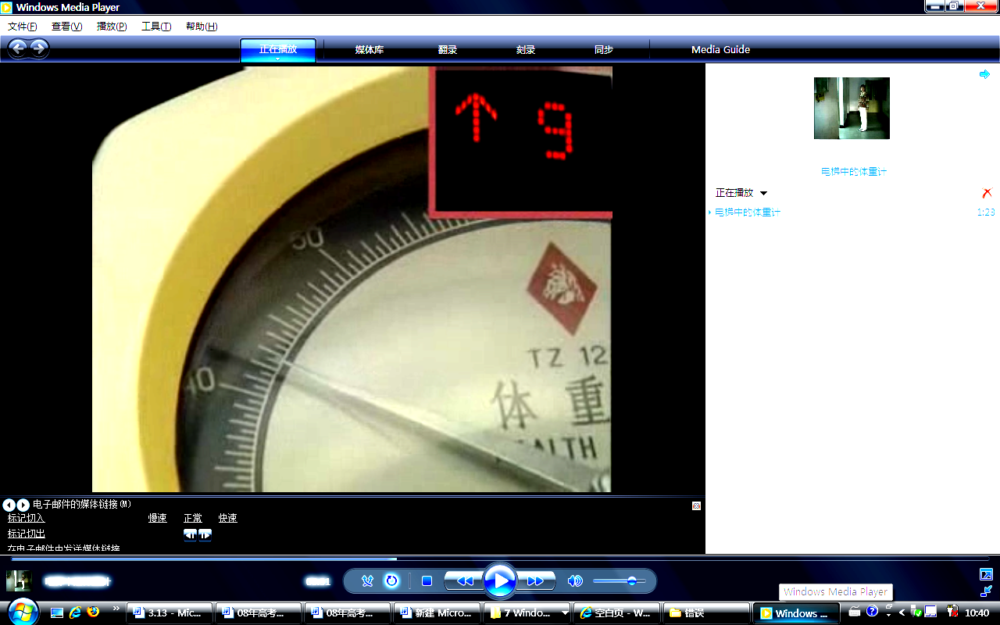 Windows Media Player
文件(F) 查看(V) 播放(P) 工具(T) 帮助(H)
正在播放 媒体库 翻录 刻录 同步 Media Guide
↑ 9
50
40
TZ 12
体 重
HEALTH
电梯中的体重计
正在播放
电梯中的体重计 1:23
电子邮件的媒体链接(M)
标记切入 慢速 正常 快速
标记切出
在电子邮件中发送媒体链接
Windows Media Player
3.13 - Mic... 08年高考... 08年高考... 新建 Micro... 7 Windo... 空白页 - W... 错误 Windows ... 10:40